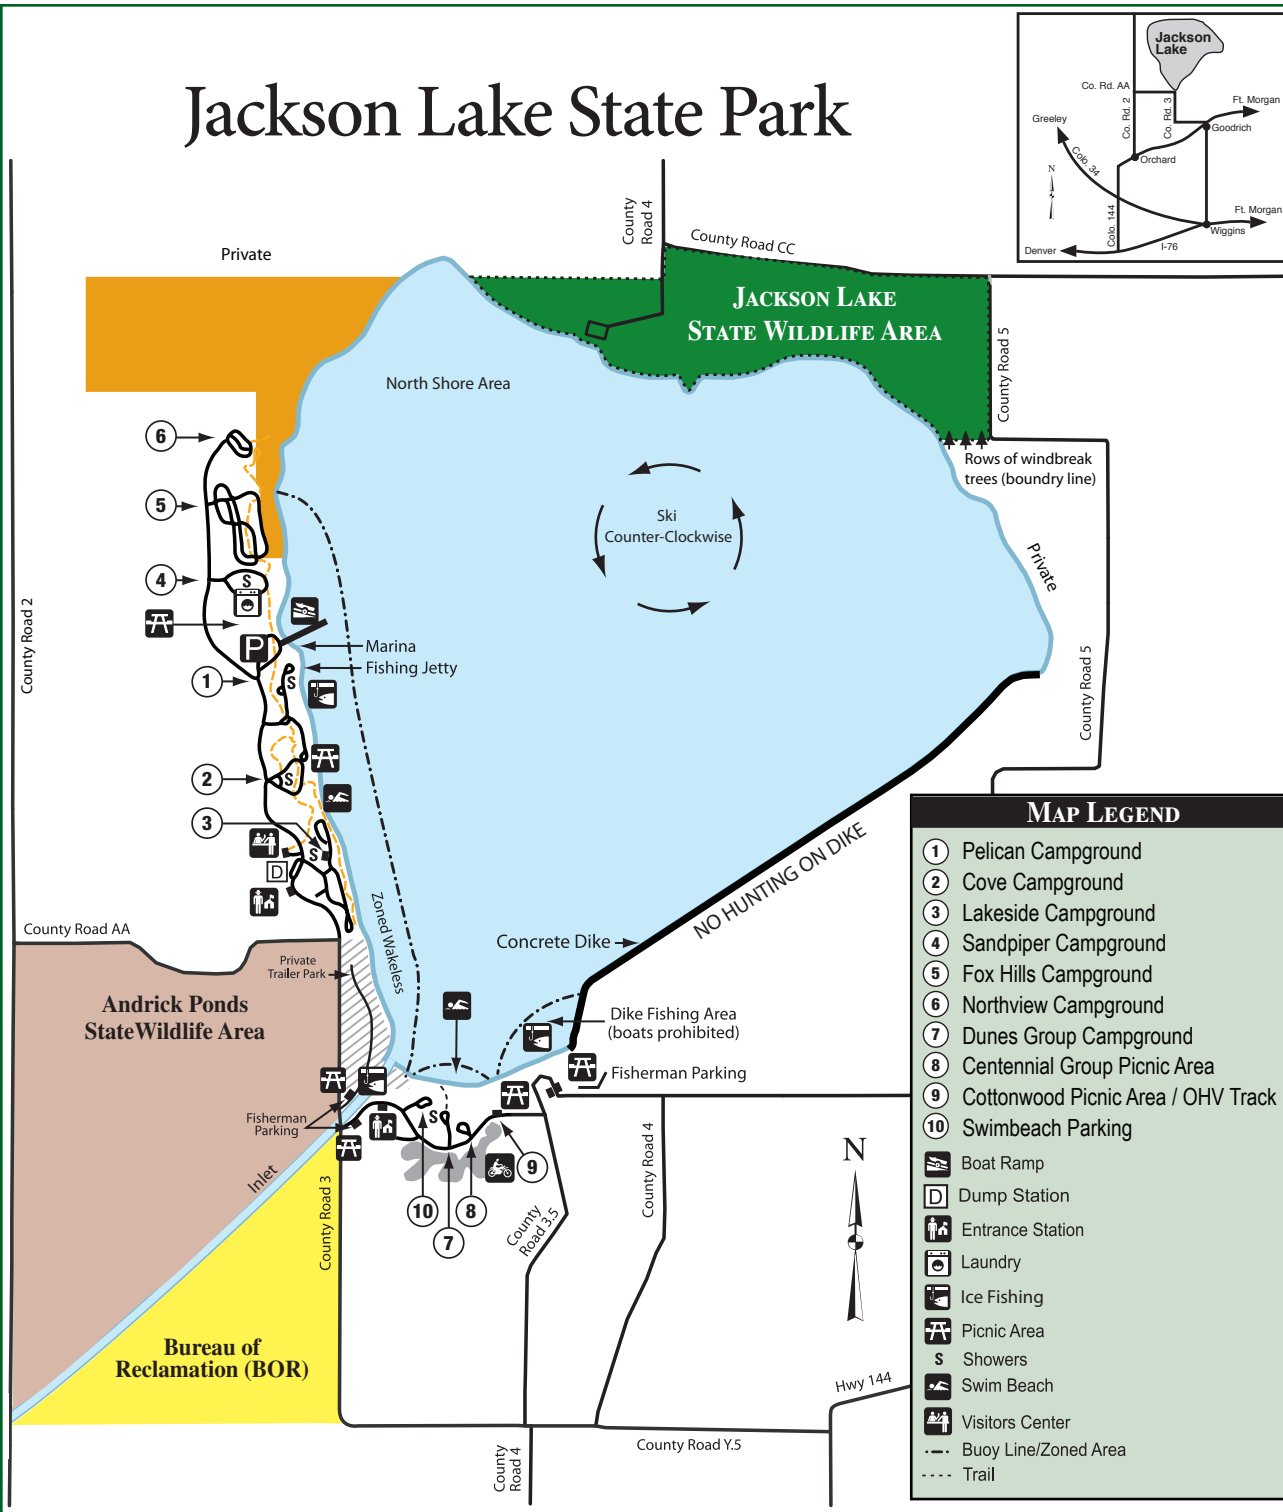 Jackson Lake State Park
Jackson
Lake
Co. Rd. AA
Co. Rd. 2
Co. Rd. 3
Ft. Morgan
Goodrich
Greeley
Colo. 34
Orchard
N
Colo. 144
Ft. Morgan
Wiggins
I-76
Denver
County
Road 4
County Road CC
Private
Jackson Lake
State Wildlife Area
County Road 5
North Shore Area
6
Rows of windbreak
trees (boundry line)
5
Ski
Counter-Clockwise
Private
4
S
County Road 2
P
Marina
Fishing Jetty
1
S
County Road 5
2
S
3
S
D
NO HUNTING ON DIKE
Zoned Wakeless
County Road AA
Concrete Dike
Private
Trailer Park
Andrick Ponds
StateWildlife Area
Dike Fishing Area
(boats prohibited)
Fisherman Parking
Fisherman
Parking
S
Inlet
County Road 3
9
10
8
7
County
Road 3.5
County Road 4
N
Bureau of
Reclamation (BOR)
Hwy 144
County
Road 4
County Road Y.5
Map Legend
1 Pelican Campground
2 Cove Campground
3 Lakeside Campground
4 Sandpiper Campground
5 Fox Hills Campground
6 Northview Campground
7 Dunes Group Campground
8 Centennial Group Picnic Area
9 Cottonwood Picnic Area / OHV Track
10 Swimbeach Parking
Boat Ramp
D Dump Station
Entrance Station
Laundry
Ice Fishing
Picnic Area
S Showers
Swim Beach
Visitors Center
Buoy Line/Zoned Area
Trail